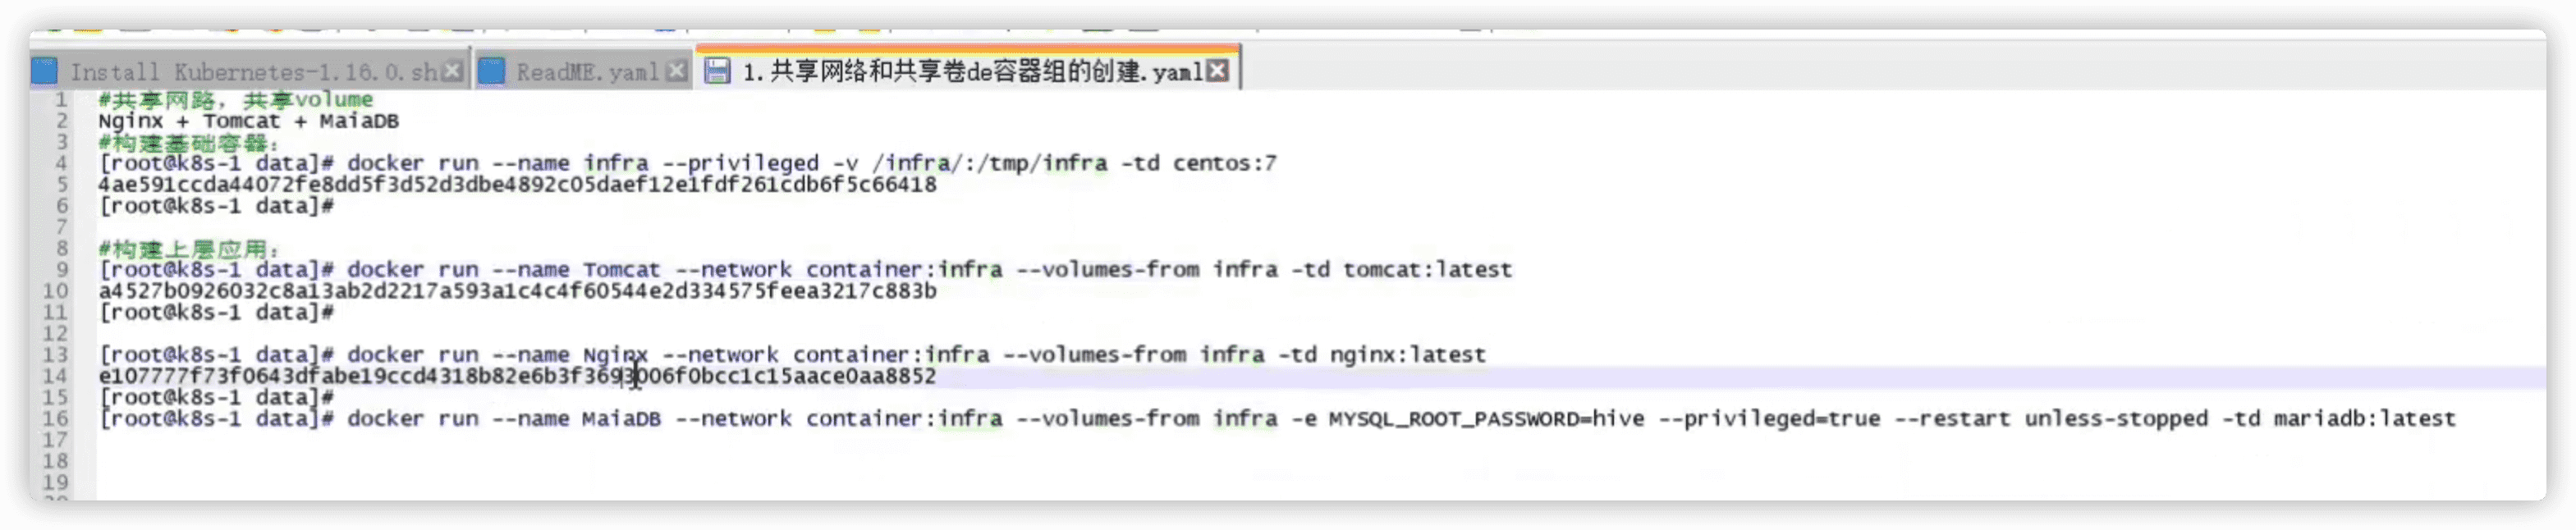 Install Kubernetes-1.16.0.sh
ReadME.yaml
1.共享网络和共享卷de容器组的创建.yaml
1 #共享网路，共享volume
2 Nginx + Tomcat + MaiaDB
3 #构建基础容器：
4 [root@k8s-1 data]# docker run --name infra --privileged -v /infra/:/tmp/infra -td centos:7
5 4ae591ccda44072fe8dd5f3d52d3dbe4892c05daef12e1fdf261cdb6f5c66418
6 [root@k8s-1 data]#
7
8 #构建上层应用：
9 [root@k8s-1 data]# docker run --name Tomcat --network container:infra --volumes-from infra -td tomcat:latest
10 a4527b0926032c8a13ab2d2217a593a1c4c4f60544e2d334575feea3217c883b
11 [root@k8s-1 data]#
12
13 [root@k8s-1 data]# docker run --name Nginx --network container:infra --volumes-from infra -td nginx:latest
14 e107777f73f0643dfabe19ccd4318b82e6b3f3693006f0bcc1c15aace0aa8852
15 [root@k8s-1 data]#
16 [root@k8s-1 data]# docker run --name MaiaDB --network container:infra --volumes-from infra -e MYSQL_ROOT_PASSWORD=hive --privileged=true --restart unless-stopped -td mariadb:latest
17
18
19